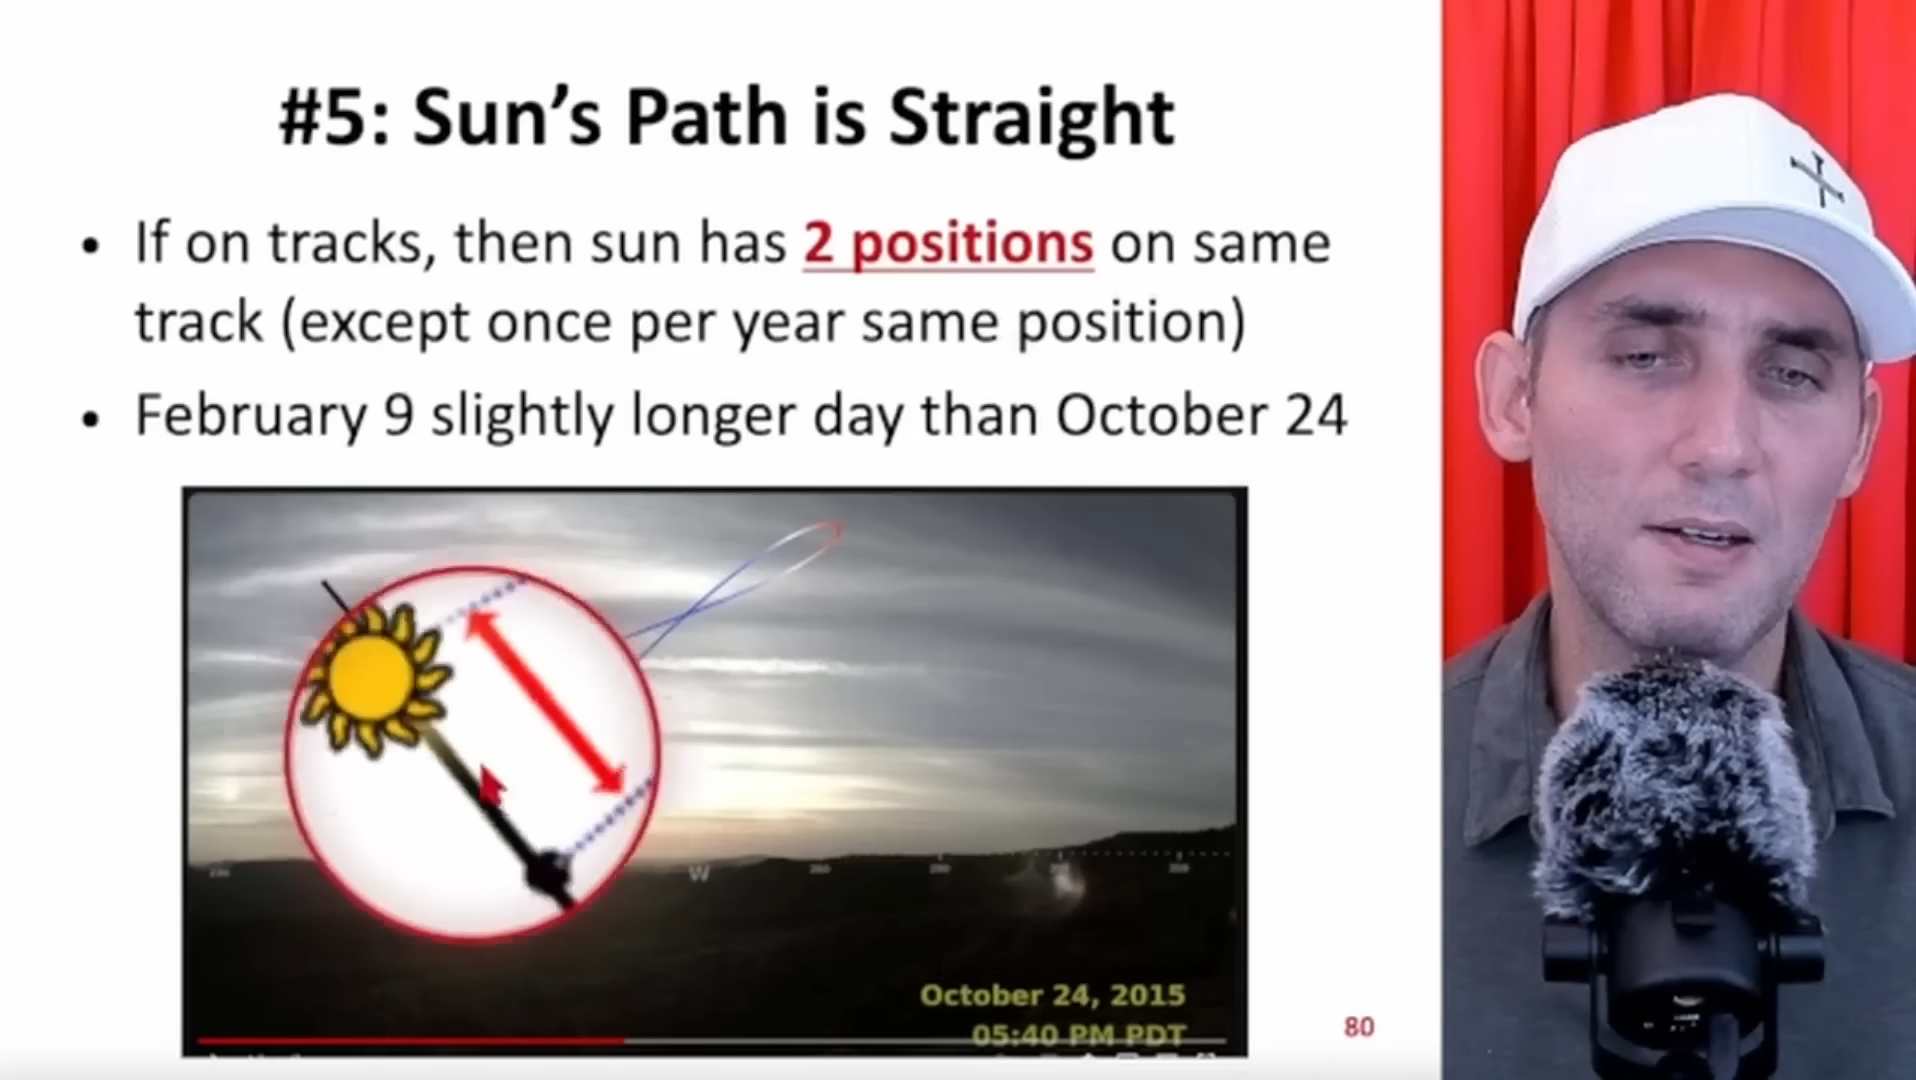 #5: Sun's Path is Straight
• If on tracks, then sun has 2 positions on same
track (except once per year same position)
• February 9 slightly longer day than October 24
W
October 24, 2015
05:40 PM PDT
80